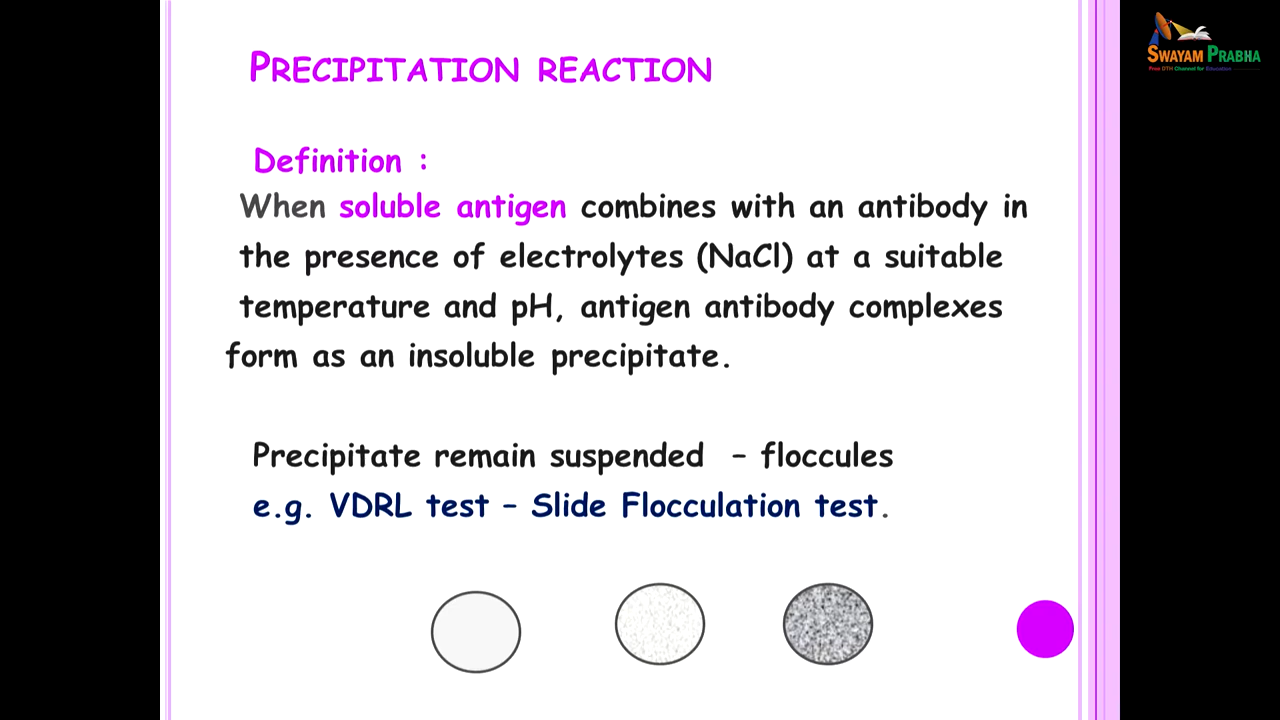 PRECIPITATION REACTION
Definition :
When soluble antigen combines with an antibody in
the presence of electrolytes (NaCl) at a suitable
temperature and pH, antigen antibody complexes
form as an insoluble precipitate.
Precipitate remain suspended – floccules
e.g. VDRL test – Slide Flocculation test.
SWAYAM PRABHA
Free DTH Channel for Education